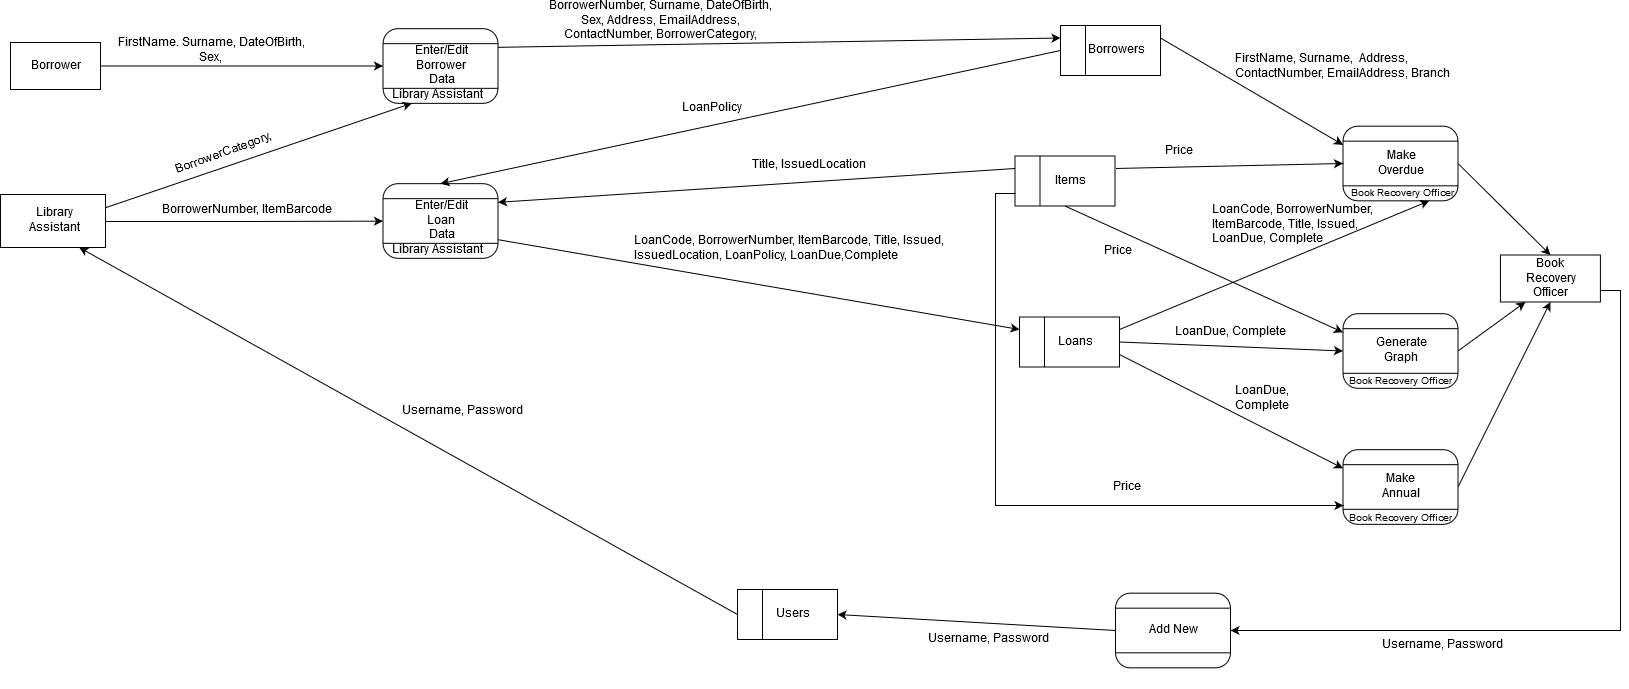 BorrowerNumber, Surname, DateOfBirth,
Sex, Address, EmailAddress,
ContactNumber, BorrowerCategory,
FirstName. Surname, DateOfBirth,
Sex,
Borrower
Enter/Edit
Borrower
Data
Library Assistant
Borrowers
FirstName, Surname,  Address,
ContactNumber, EmailAddress, Branch
LoanPolicy
BorrowerCategory,
Title, IssuedLocation
Items
Price
Make
Overdue
Book Recovery Officer
Library
Assistant
BorrowerNumber, ItemBarcode
Enter/Edit
Loan
Data
Library Assistant
LoanCode, BorrowerNumber, ItemBarcode, Title, Issued,
IssuedLocation, LoanPolicy, LoanDue,Complete
LoanCode, BorrowerNumber,
ItemBarcode, Title, Issued,
LoanDue, Complete
Price
Book
Recovery
Officer
Loans
LoanDue, Complete
Generate
Graph
Book Recovery Officer
LoanDue,
Complete
Username, Password
Price
Make
Annual
Book Recovery Officer
Users
Username, Password
Add New
Username, Password